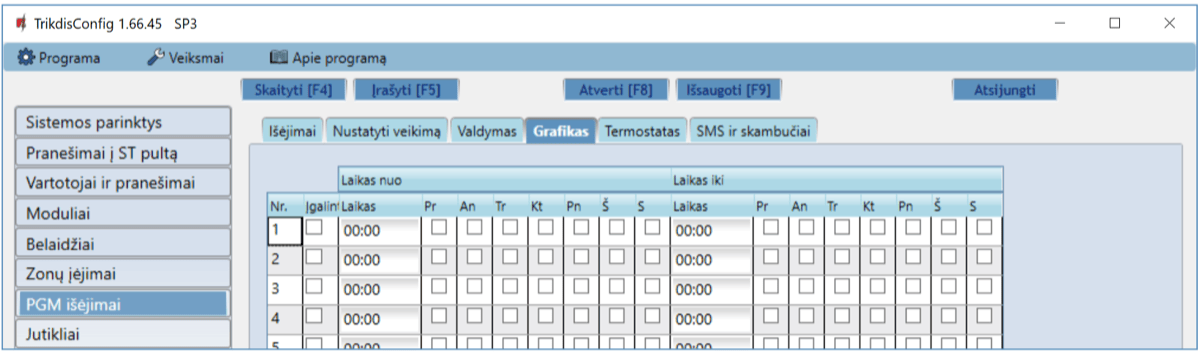 TrikdisConfig 1.66.45 SP3
Programa Veiksmai Apie programą
Skaityti [F4] Įrašyti [F5] Atverti [F8] Išsaugoti [F9] Atsijungti
Sistemos parinktys
Pranešimai į ST pultą
Vartotojai ir pranešimai
Moduliai
Belaidžiai
Zonų įėjimai
PGM išėjimai
Jutikliai
Išėjimai Nustatyti veikimą Valdymas Grafikas Termostatas SMS ir skambučiai
Laikas nuo Laikas iki
Nr. Įgalint Laikas Pr An Tr Kt Pn Š S Laikas Pr An Tr Kt Pn Š S
1 00:00 00:00
2 00:00 00:00
3 00:00 00:00
4 00:00 00:00
5 00:00 00:00